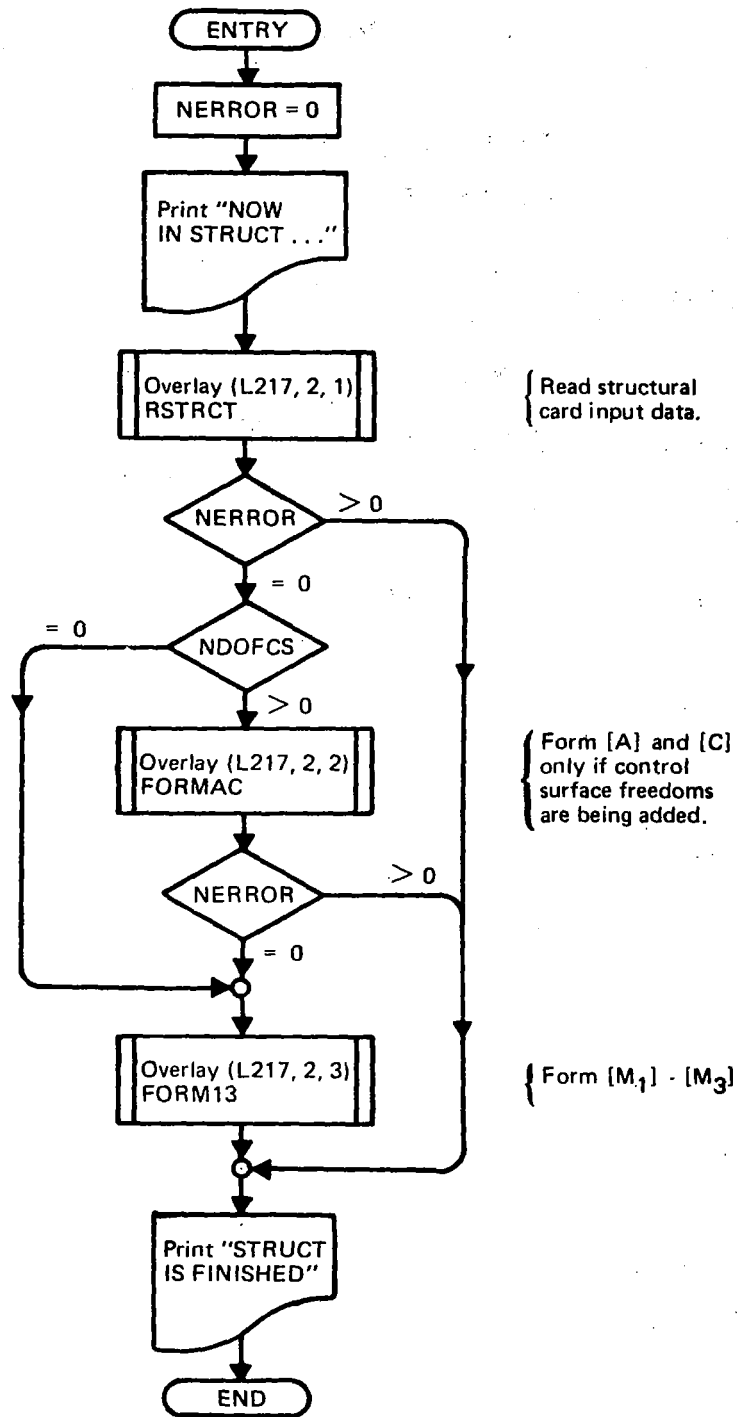 ENTRY
NERROR = 0
Print "NOW
IN STRUCT . . ."
Overlay (L217, 2, 1)
RSTRCT
Read structural
card input data.
NERROR
> 0
= 0
= 0
NDOFCS
> 0
Overlay (L217, 2, 2)
FORMAC
Form [A] and [C]
only if control
surface freedoms
are being added.
NERROR
> 0
= 0
Overlay (L217, 2, 3)
FORM13
Form [M1] - [M3]
Print "STRUCT
IS FINISHED"
END